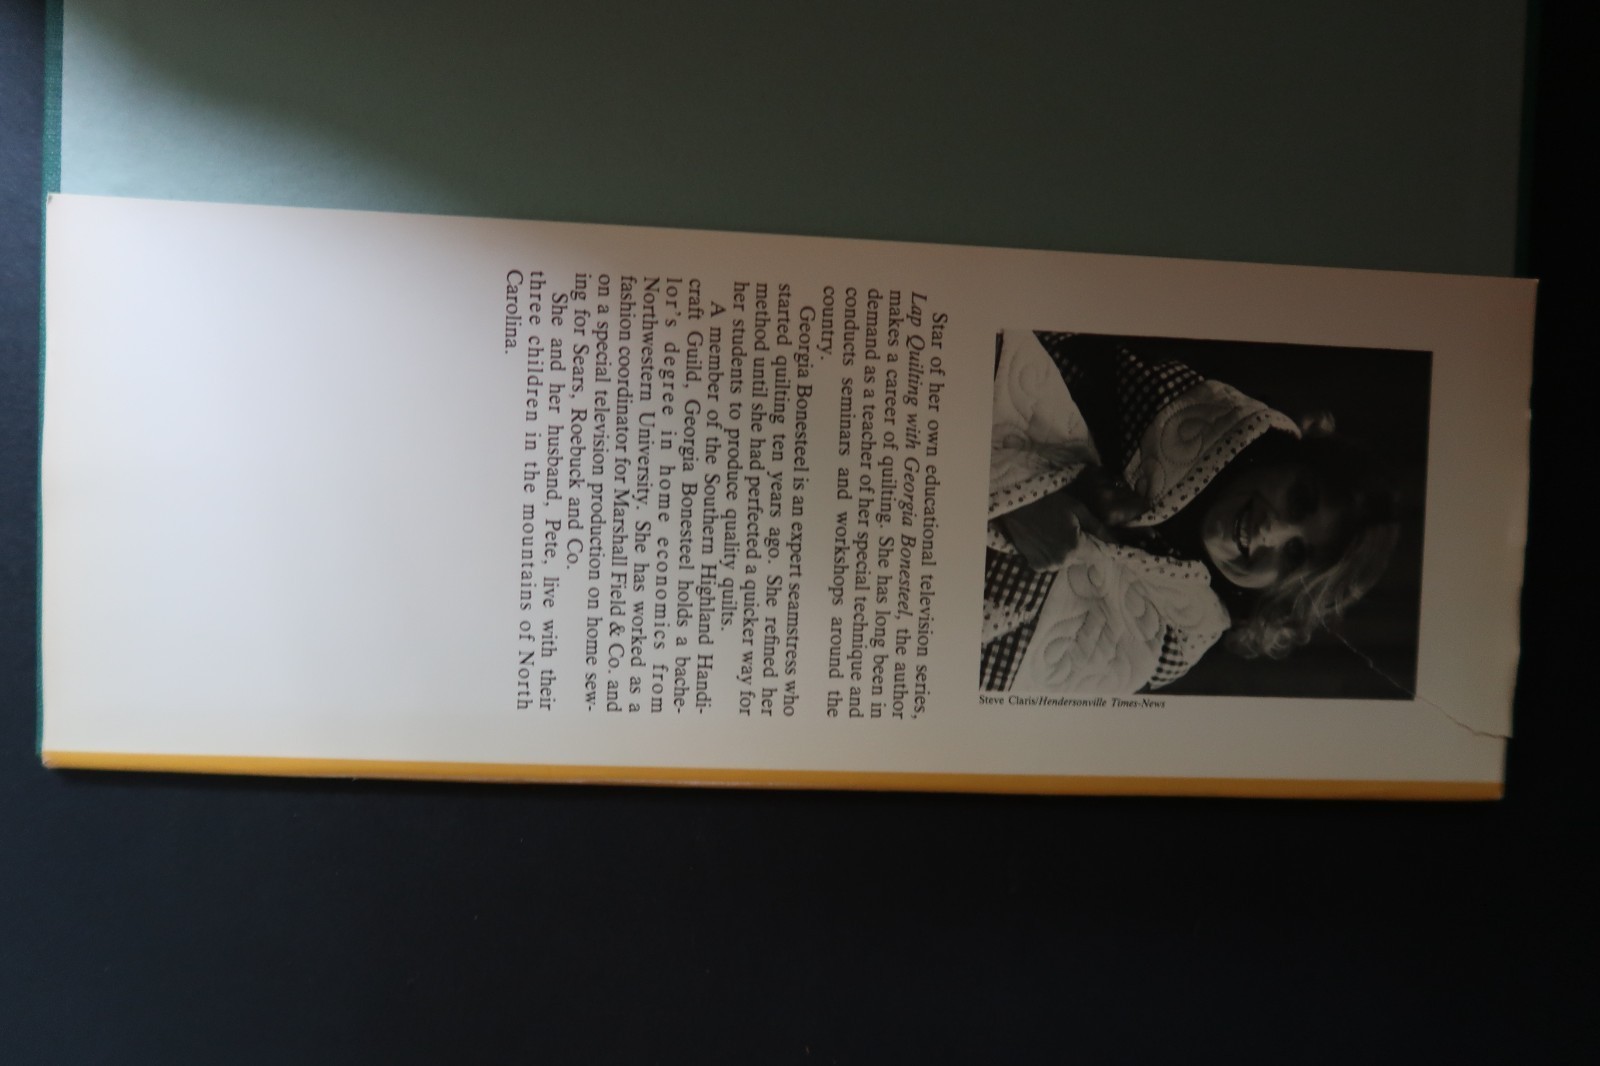 Steve Claris/Hendersonville Times-News
Star of her own educational television series,
Lap Quilting with Georgia Bonesteel, the author
makes a career of quilting. She has long been in
demand as a teacher of her special technique and
conducts seminars and workshops around the
country.
Georgia Bonesteel is an expert seamstress who
started quilting ten years ago. She refined her
method until she had perfected a quicker way for
her students to produce quality quilts.
A member of the Southern Highland Handi-
craft Guild, Georgia Bonesteel holds a bache-
lor's degree in home economics from
Northwestern University. She has worked as a
fashion coordinator for Marshall Field & Co. and
on a special television production on home sew-
ing for Sears, Roebuck and Co.
She and her husband, Pete, live with their
three children in the mountains of North
Carolina.